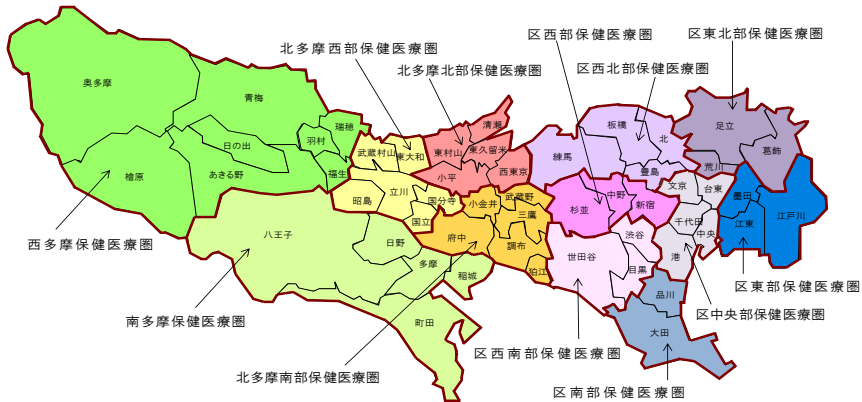 区西部保健医療圏
区東北部保健医療圏
北多摩西部保健医療圏
区西北部保健医療圏
北多摩北部保健医療圏
奥多摩
青梅
瑞穂
羽村
日の出
福生
あきる野
檜原
清瀬
東村山
東久留米
武蔵村山
東大和
小平
西東京
立川
昭島
国分寺
国立
小金井
武蔵野
三鷹
府中
調布
狛江
板橋
北
練馬
豊島
足立
葛飾
荒川
文京
台東
墨田
江戸川
江東
中野
新宿
杉並
千代田
中央
港
渋谷
世田谷
目黒
品川
大田
八王子
日野
多摩
稲城
町田
西多摩保健医療圏
南多摩保健医療圏
北多摩南部保健医療圏
区西南部保健医療圏
区東部保健医療圏
区中央部保健医療圏
区南部保健医療圏